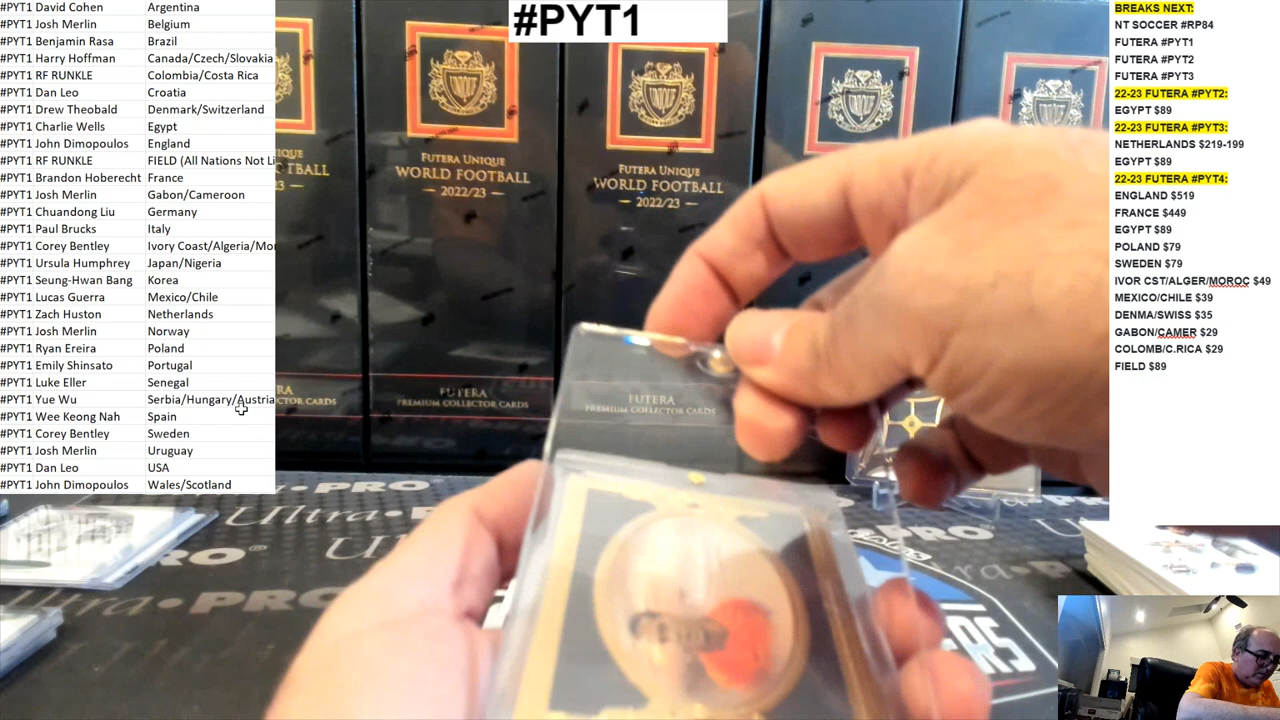 #PYT1
#PYT1 David Cohen Argentina
#PYT1 Josh Merlin Belgium
#PYT1 Benjamin Rasa Brazil
#PYT1 Harry Hoffman Canada/Czech/Slovakia
#PYT1 RF RUNKLE Colombia/Costa Rica
#PYT1 Dan Leo Croatia
#PYT1 Drew Theobald Denmark/Switzerland
#PYT1 Charlie Wells Egypt
#PYT1 John Dimopoulos England
#PYT1 RF RUNKLE FIELD (All Nations Not Li
#PYT1 Brandon Hoberecht France
#PYT1 Josh Merlin Gabon/Cameroon
#PYT1 Chuandong Liu Germany
#PYT1 Paul Brucks Italy
#PYT1 Corey Bentley Ivory Coast/Algeria/Mor
#PYT1 Ursula Humphrey Japan/Nigeria
#PYT1 Seung-Hwan Bang Korea
#PYT1 Lucas Guerra Mexico/Chile
#PYT1 Zach Huston Netherlands
#PYT1 Josh Merlin Norway
#PYT1 Ryan Ereira Poland
#PYT1 Emily Shinsato Portugal
#PYT1 Luke Eller Senegal
#PYT1 Yue Wu Serbia/Hungary/Austria
#PYT1 Wee Keong Nah Spain
#PYT1 Corey Bentley Sweden
#PYT1 Josh Merlin Uruguay
#PYT1 Dan Leo USA
#PYT1 John Dimopoulos Wales/Scotland
UNIQUE
FUTERA UNIQUE
WORLD FOOTBALL
— 2022/23 —
FUTERA
PREMIUM COLLECTOR CARDS
UNIQUE
FUTERA UNIQUE
WORLD FOOTBALL
— 2022/23 —
FUTERA
PREMIUM COLLECTOR CARDS
Ultra•PRO
Ultra•PRO
BREAKS NEXT:
NT SOCCER #RP84
FUTERA #PYT1
FUTERA #PYT2
FUTERA #PYT3
22-23 FUTERA #PYT2:
EGYPT $89
22-23 FUTERA #PYT3:
NETHERLANDS $219-199
EGYPT $89
22-23 FUTERA #PYT4:
ENGLAND $519
FRANCE $449
EGYPT $89
POLAND $79
SWEDEN $79
IVOR CST/ALGER/MOROC $49
MEXICO/CHILE $39
DENMA/SWISS $35
GABON/CAMER $29
COLOMB/C.RICA $29
FIELD $89